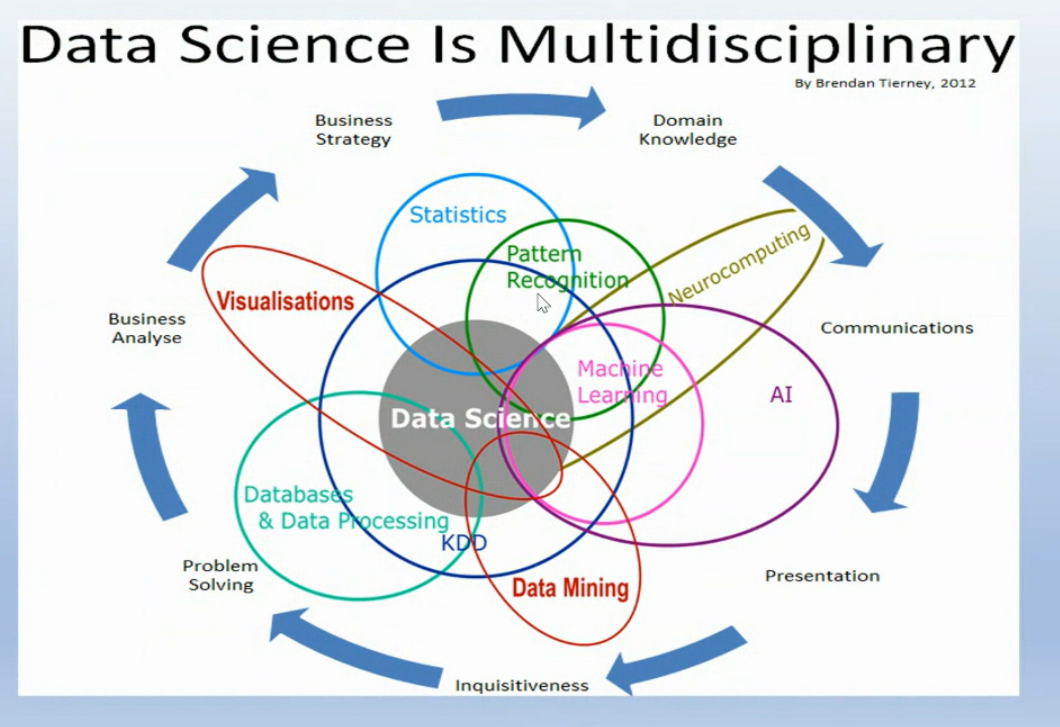 Data Science Is Multidisciplinary
By Brendan Tierney, 2012
Business
Strategy
Domain
Knowledge
Statistics
Pattern
Recognition
Neurocomputing
Visualisations
Business
Analyse
Communications
Machine
Learning
AI
Data Science
Databases
& Data Processing
KDD
Problem
Solving
Data Mining
Presentation
Inquisitiveness